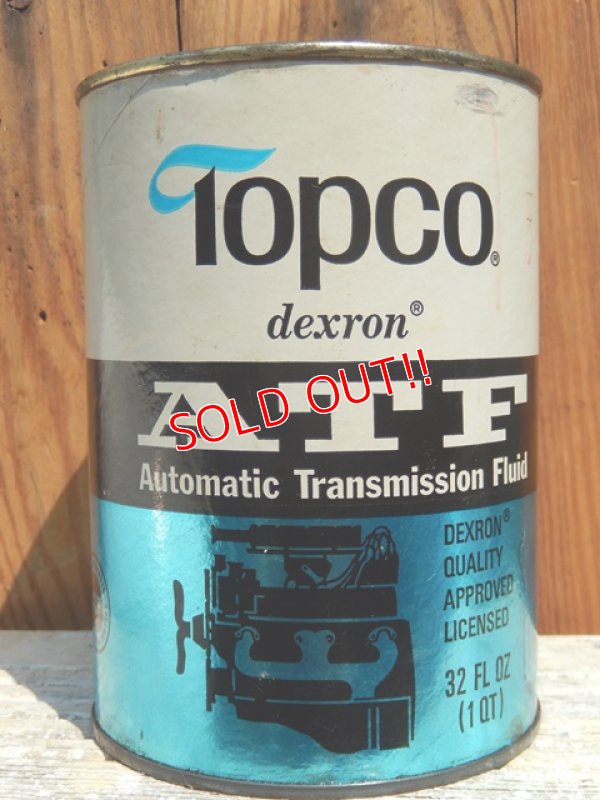 Topco®
dexron®
ATF
SOLD OUT!!
Automatic Transmission Fluid
DEXRON®
QUALITY
APPROVED
LICENSED
32 FL OZ
(1 QT)